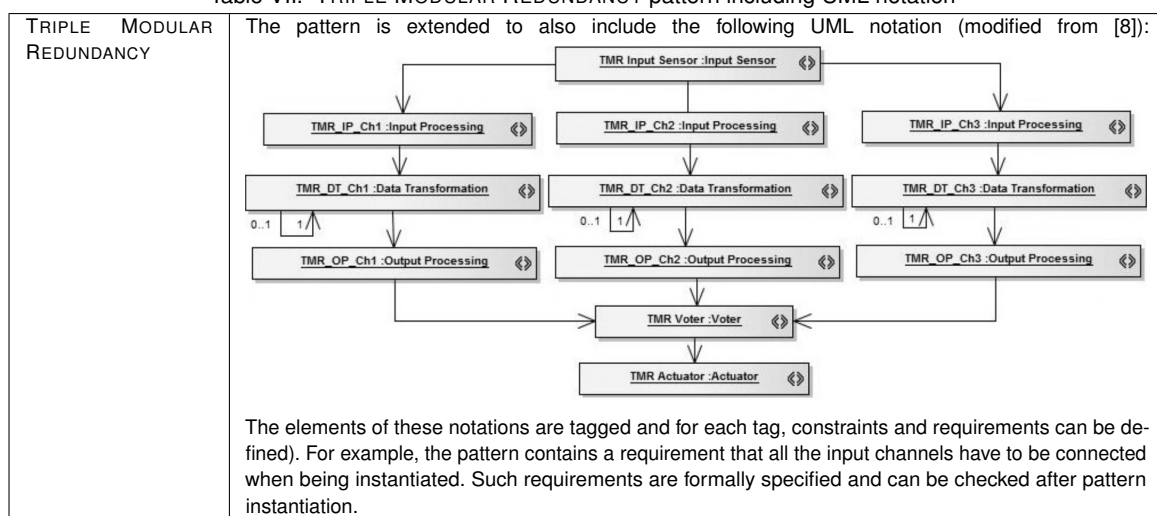 Table VII. TRIPLE MODULAR REDUNDANCY pattern including UML notation
TRIPLE MODULAR
REDUNDANCY
The pattern is extended to also include the following UML notation (modified from [8]):
TMR Input Sensor :Input Sensor
TMR_IP_Ch1 :Input Processing
TMR_IP_Ch2 :Input Processing
TMR_IP_Ch3 :Input Processing
TMR_DT_Ch1 :Data Transformation
TMR_DT_Ch2 :Data Transformation
TMR_DT_Ch3 :Data Transformation
0..1 1
0..1 1
0..1 1
TMR_OP_Ch1 :Output Processing
TMR_OP_Ch2 :Output Processing
TMR_OP_Ch3 :Output Processing
TMR Voter :Voter
TMR Actuator :Actuator
The elements of these notations are tagged and for each tag, constraints and requirements can be de-
fined). For example, the pattern contains a requirement that all the input channels have to be connected
when being instantiated. Such requirements are formally specified and can be checked after pattern
instantiation.